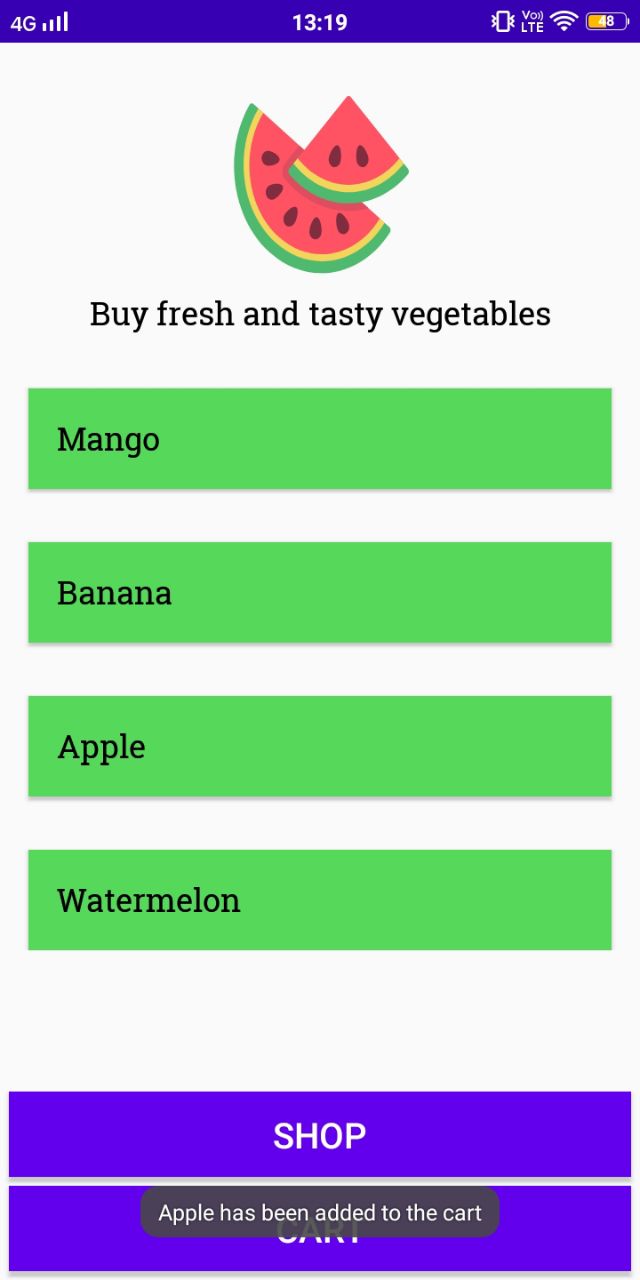 4G 13:19 Vo)) LTE 48
Buy fresh and tasty vegetables
Mango
Banana
Apple
Watermelon
SHOP
Apple has been added to the cart
CART